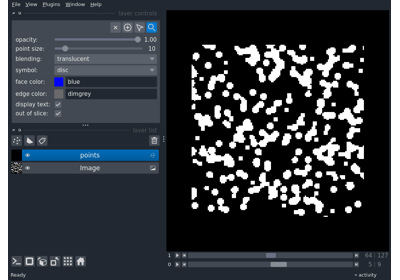 File View Plugins Window Help
layer controls
opacity: 1.00
point size: 10
blending: translucent
symbol: disc
face color: blue
edge color: dimgrey
display text:
out of slice:
layer list
points
Image
1 64 127
0 5 9
Ready activity